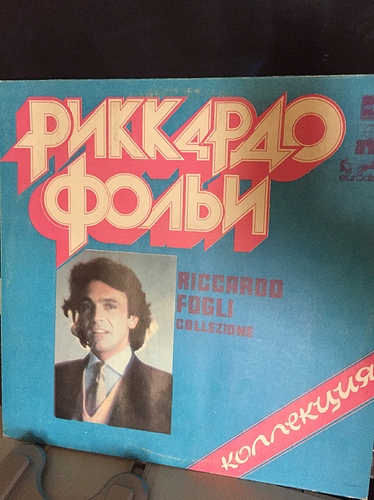 РИККАРДО
ФОЛЬИ
RICCARDO
FOGLI
COLLEZIONE
КОЛЛЕКЦИЯ